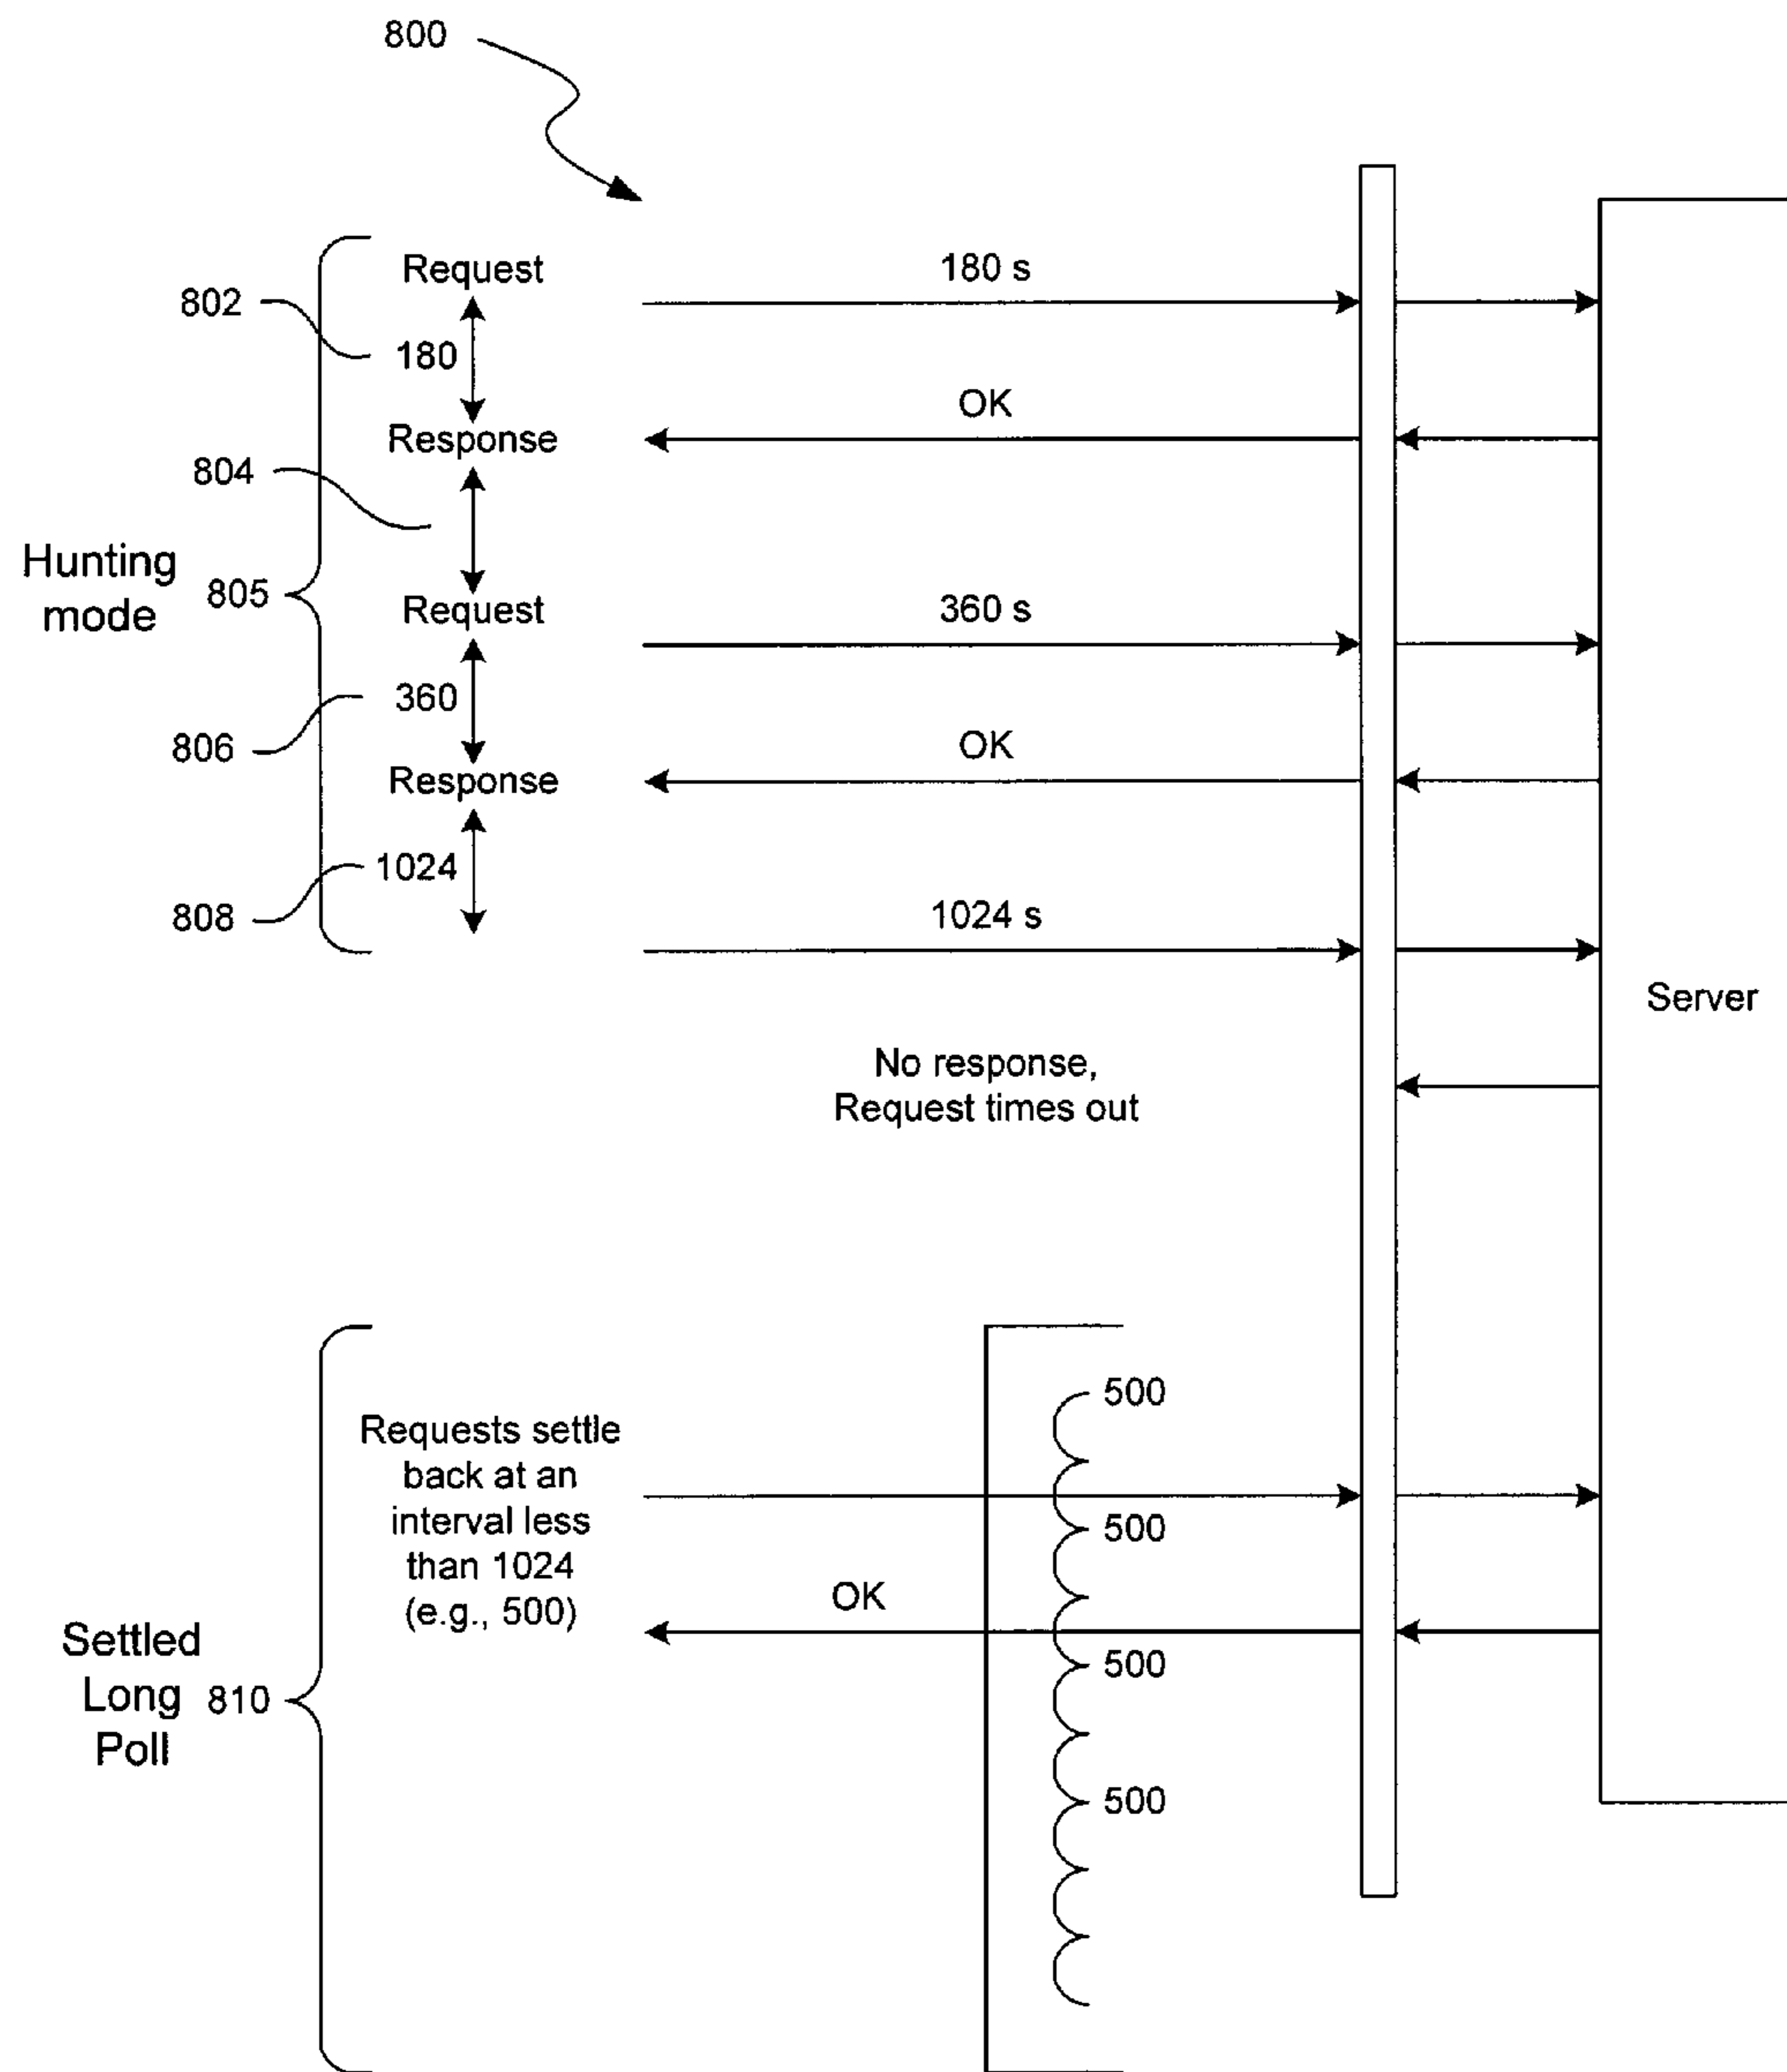 800
Request
180 s
802
180
OK
Response
804
Hunting
mode
805
Request
360 s
360
806
OK
Response
1024
808
1024 s
Server
No response,
Request times out
500
Requests settle
back at an
interval less
than 1024
(e.g., 500)
500
OK
500
Settled
Long
Poll
810
500